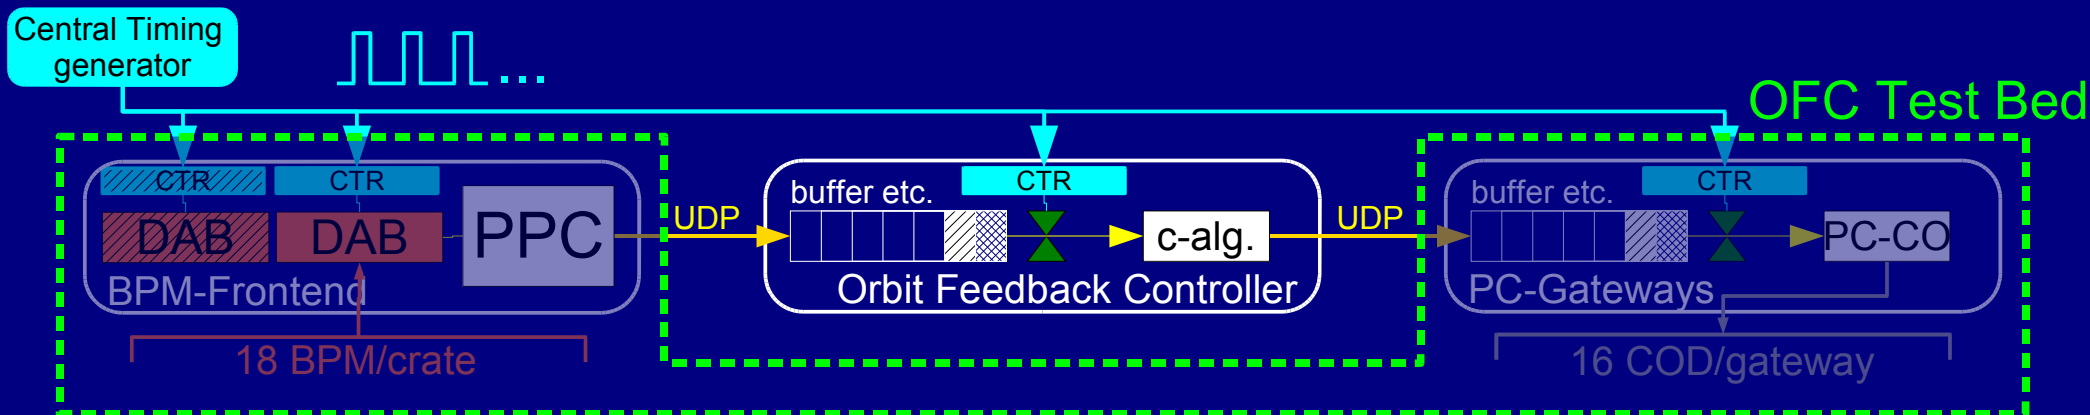 Central Timing
generator
...
OFC Test Bed
CTR
CTR
CTR
CTR
DAB
DAB
PPC
UDP
buffer etc.
c-alg.
UDP
buffer etc.
PC-CO
BPM-Frontend
Orbit Feedback Controller
PC-Gateways
18 BPM/crate
16 COD/gateway